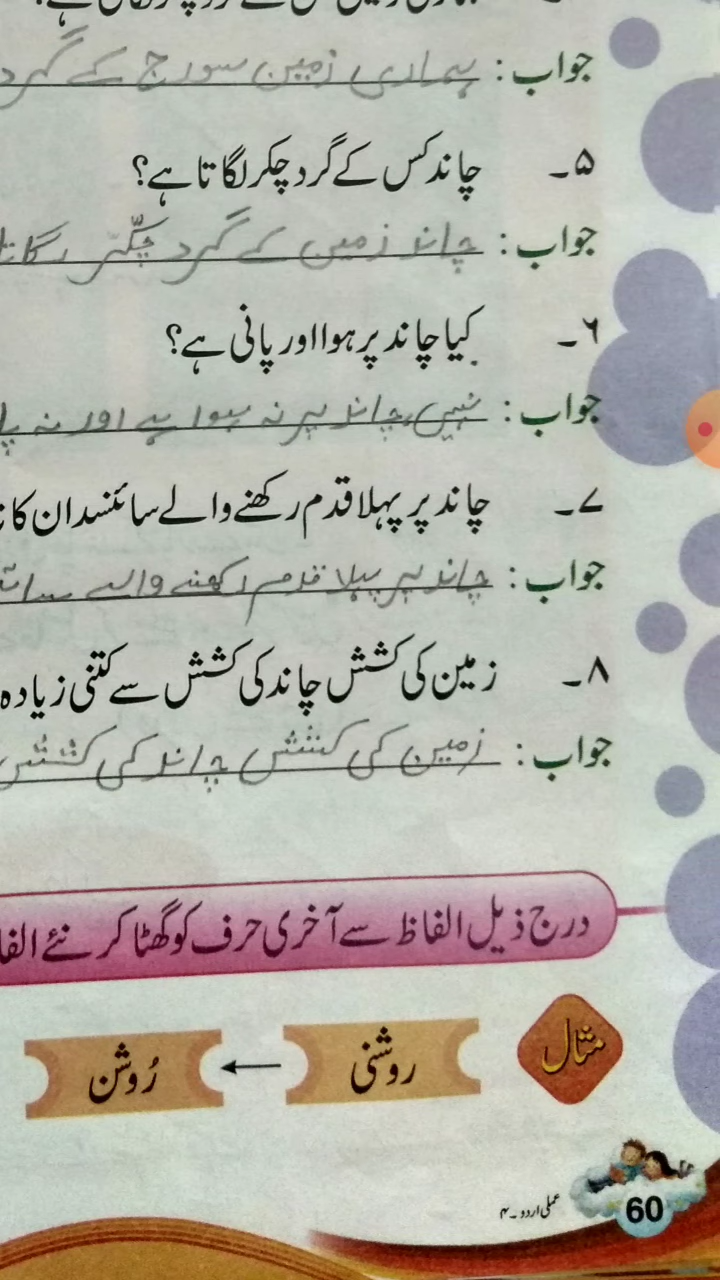 جواب: ہماری زمین سورج کے گرد
۵۔ چاند کس کے گرد چکر لگاتا ہے؟
جواب: چاند زمین کے گرد چکّر لگاتا
۶۔ کیا چاند پر ہوا اور پانی ہے؟
جواب: نہیں، چاند پر نہ ہوا ہے اور نہ
۷۔ چاند پر پہلا قدم رکھنے والے سائنسدان کا
جواب: چاند پر پہلا قدم رکھنے والے
۸۔ زمین کی کشش چاند کی کشش سے کتنی زیادہ
جواب: زمین کی کشش چاند کی کشش
درج ذیل الفاظ سے آخری حرف کو گھٹا کر نئے
مثال روشنی ← رُوشن
عملی اردو۔۴ 60